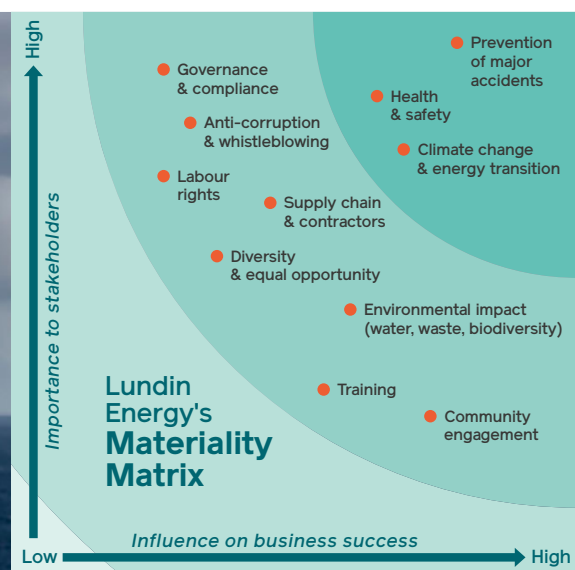 High
Importance to stakeholders
Prevention
of major
accidents
Governance
& compliance
Health
& safety
Anti-corruption
& whistleblowing
Climate change
& energy transition
Labour
rights
Supply chain
& contractors
Diversity
& equal opportunity
Environmental impact
(water, waste, biodiversity)
Training
Community
engagement
Lundin
Energy's
Materiality
Matrix
Influence on business success
Low
High